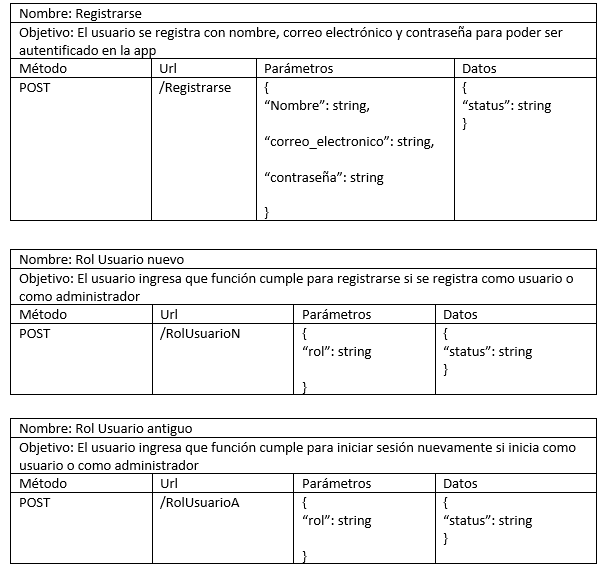 Nombre: Registrarse
Objetivo: El usuario se registra con nombre, correo electrónico y contraseña para poder ser
autentificado en la app
Método Url Parámetros Datos
POST /Registrarse { {
“Nombre”: string, “status”: string
}
“correo_electronico”: string,
“contraseña”: string
}
Nombre: Rol Usuario nuevo
Objetivo: El usuario ingresa que función cumple para registrarse si se registra como usuario o
como administrador
Método Url Parámetros Datos
POST /RolUsuarioN { {
“rol”: string “status”: string
}
}
Nombre: Rol Usuario antiguo
Objetivo: El usuario ingresa que función cumple para iniciar sesión nuevamente si inicia como
usuario o como administrador
Método Url Parámetros Datos
POST /RolUsuarioA { {
“rol”: string “status”: string
}
}